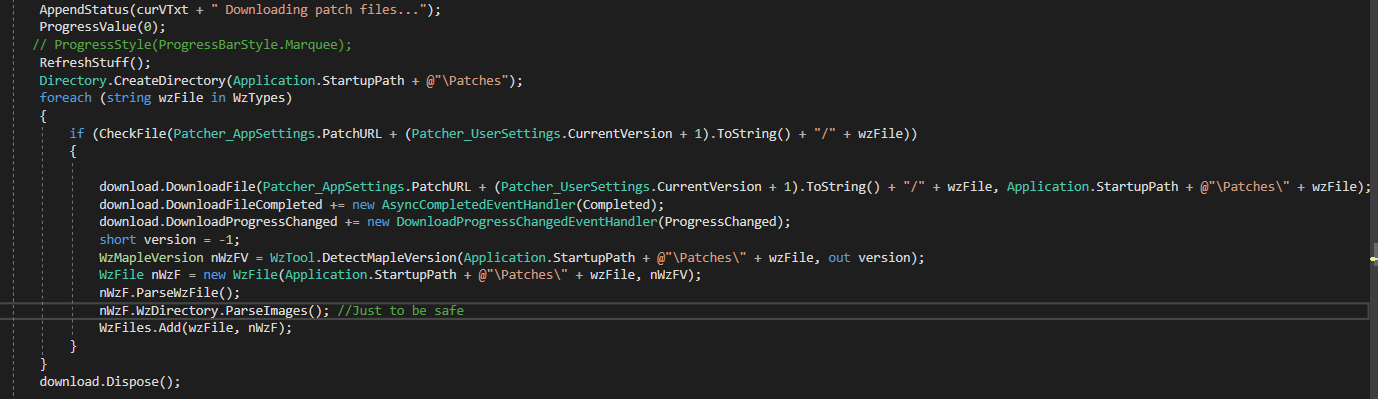 AppendStatus(curVTxt + " Downloading patch files...");
ProgressValue(0);
// ProgressStyle(ProgressBarStyle.Marquee);
RefreshStuff();
Directory.CreateDirectory(Application.StartupPath + @"\Patches");
foreach (string wzFile in WzTypes)
{
if (CheckFile(Patcher_AppSettings.PatchURL + (Patcher_UserSettings.CurrentVersion + 1).ToString() + "/" + wzFile))
{
download.DownloadFile(Patcher_AppSettings.PatchURL + (Patcher_UserSettings.CurrentVersion + 1).ToString() + "/" + wzFile, Application.StartupPath + @"\Patches\" + wzFile);
download.DownloadFileCompleted += new AsyncCompletedEventHandler(Completed);
download.DownloadProgressChanged += new DownloadProgressChangedEventHandler(ProgressChanged);
short version = -1;
WzMapleVersion nWzFV = WzTool.DetectMapleVersion(Application.StartupPath + @"\Patches\" + wzFile, out version);
WzFile nWzF = new WzFile(Application.StartupPath + @"\Patches\" + wzFile, nWzFV);
nWzF.ParseWzFile();
nWzF.WzDirectory.ParseImages(); //Just to be safe
WzFiles.Add(wzFile, nWzF);
}
}
download.Dispose();